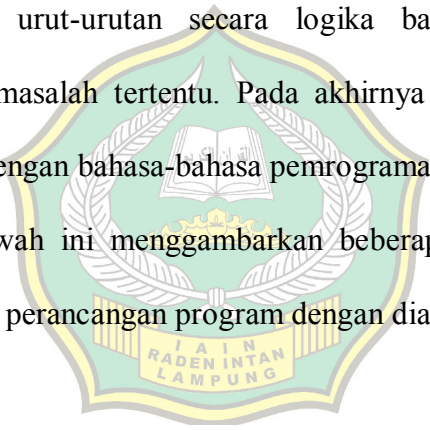 urut-urutan secara logika ba
masalah tertentu. Pada akhirnya
engan bahasa-bahasa pemrograma
wah ini menggambarkan beberap
perancangan program dengan dia
I A I N
RADEN INTAN
LAMPUNG